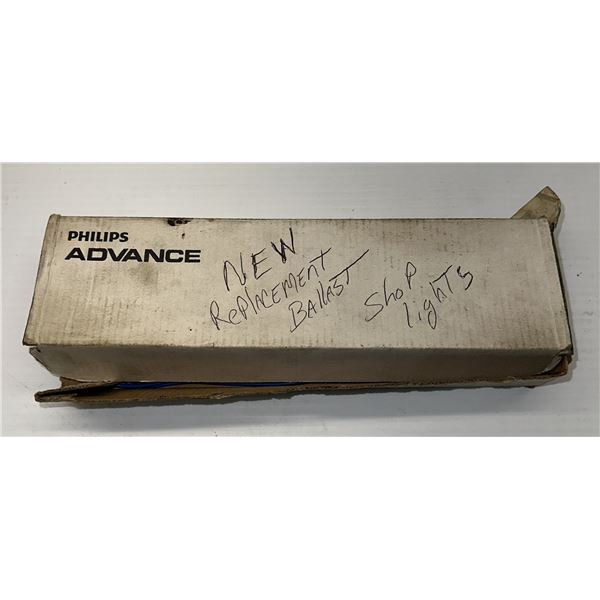 PHILIPS
ADVANCE
NEW
Replacement
Ballast
Shop
lights